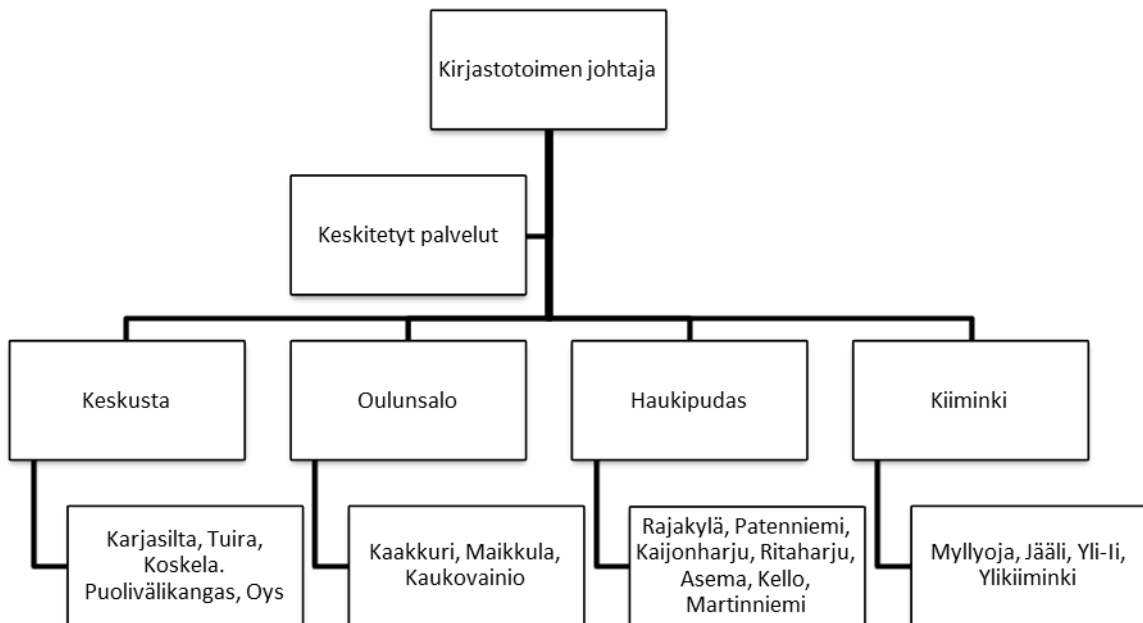 Kirjastotoimen johtaja
Keskitetyt palvelut
Keskusta
Oulunsalo
Haukipudas
Kiiminki
Karjasilta, Tuira,
Koskela.
Puolivälikangas, Oys
Kaakkuri, Maikkula,
Kaukovainio
Rajakylä, Patenniemi,
Kaijonharju, Ritaharju,
Asema, Kello,
Martinniemi
Myllyoja, Jääli, Yli-Ii,
Ylikiiminki